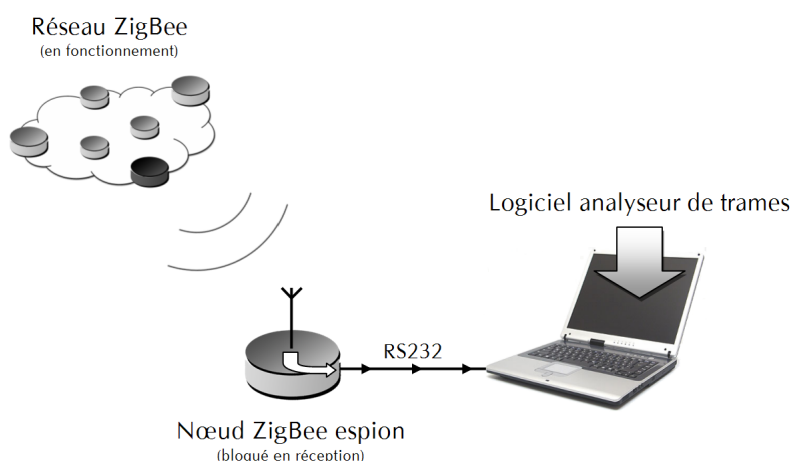 Réseau ZigBee
(en fonctionnement)
Logiciel analyseur de trames
RS232
Nœud ZigBee espion
(bloqué en réception)